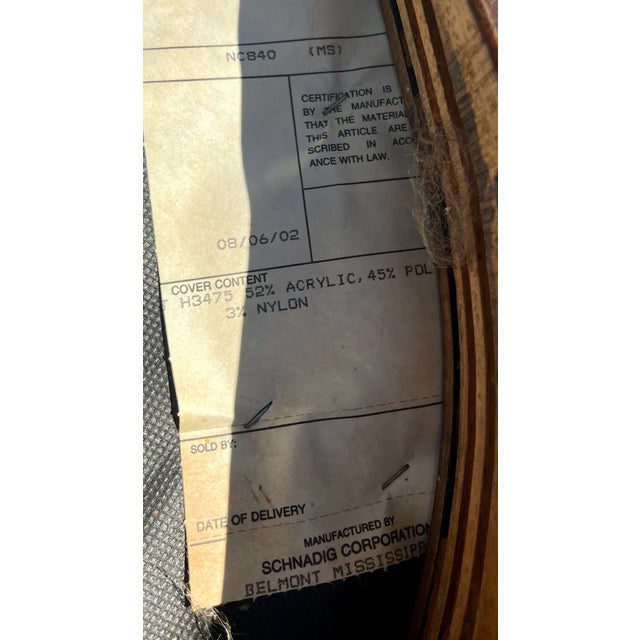 NC840 (MS)
CERTIFICATION IS
BY THE MANUFACT
THAT THE MATERIAL
THIS ARTICLE ARE
SCRIBED IN ACCO
ANCE WITH LAW.
08/06/02
COVER CONTENT
T H3475 52% ACRYLIC, 45% POL
3% NYLON
SOLD BY:
DATE OF DELIVERY
MANUFACTURED BY
SCHNADIG CORPORATION
BELMONT MISSISSIPP